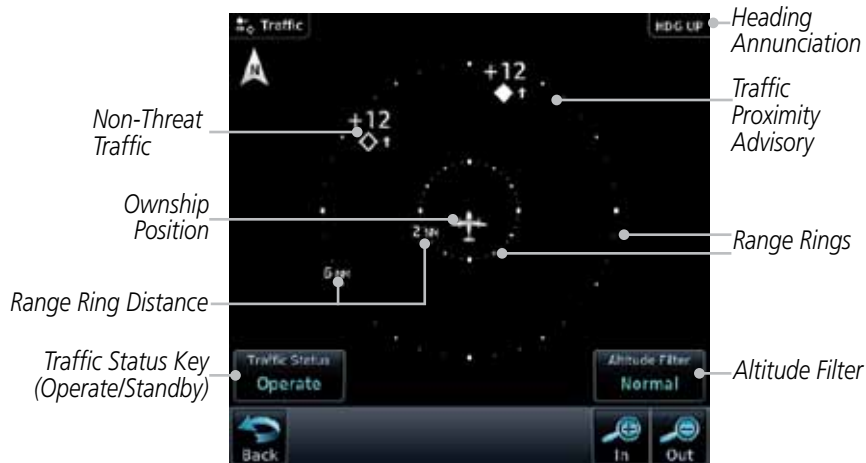 Traffic
HDG UP
Heading
Annunciation
N
+12
+12
Traffic
Proximity
Advisory
Non-Threat
Traffic
Ownship
Position
2 NM
Range Rings
6 NM
Range Ring Distance
Traffic Status Key
(Operate/Standby)
Traffic Status
Operate
Altitude Filter
Normal
Altitude Filter
Back
In
Out